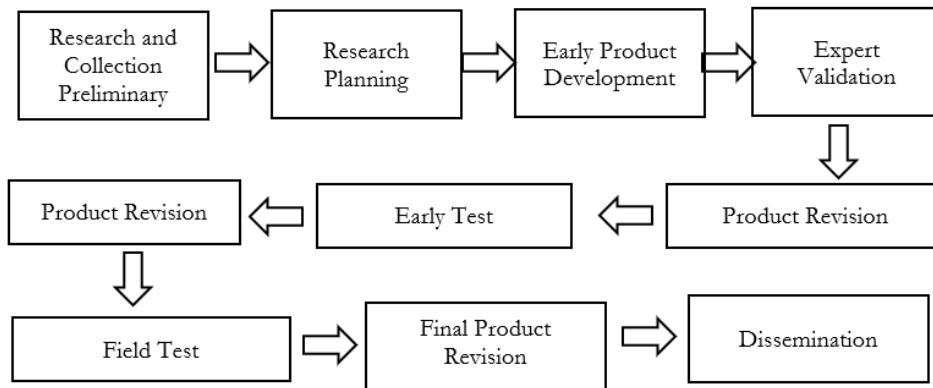 Research and
Collection
Preliminary
Research
Planning
Early Product
Development
Expert
Validation
Product Revision
Early Test
Product Revision
Field Test
Final Product
Revision
Dissemination